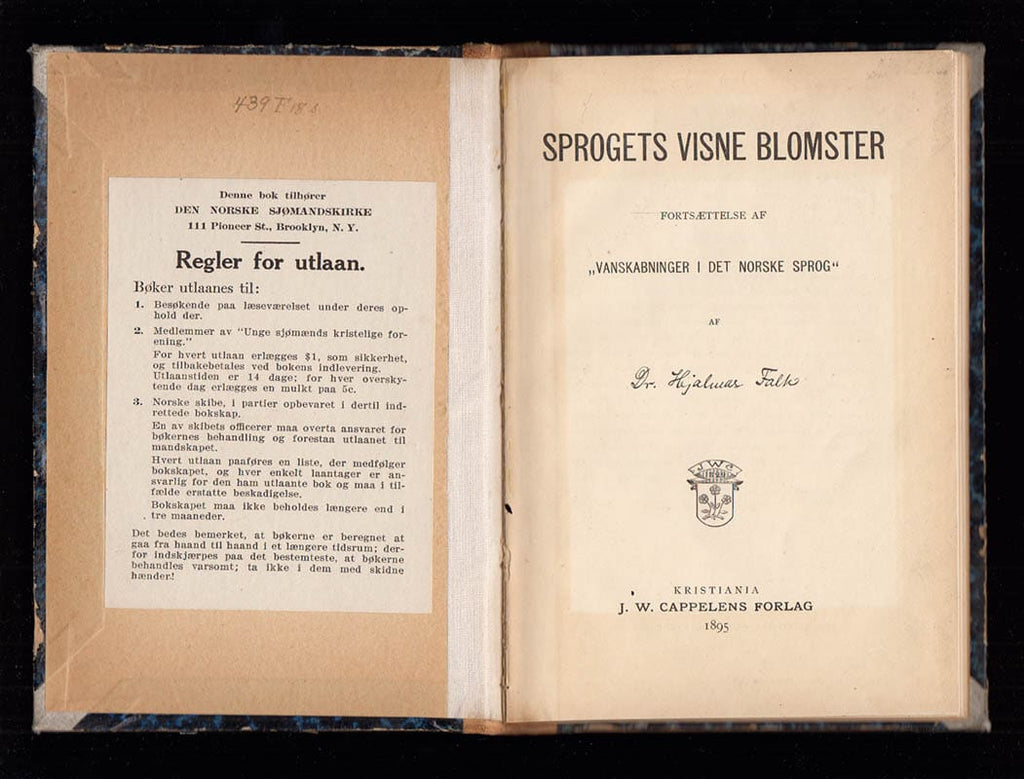 439 F 18 s
Denne bok tilhører
DEN NORSKE SJØMANDSKIRKE
111 Pioneer St., Brooklyn, N. Y.
Regler for utlaan.
Bøker utlaanes til:
1. Besøkende paa læseværelset under deres op-
hold der.
2. Medlemmer av "Unge sjømænds kristelige for-
ening."
For hvert utlaan erlægges $1, som sikkerhet,
og tilbakebetales ved bokens indlevering.
Utlaanstiden er 14 dage; for hver oversky-
tende dag erlægges en mulkt paa 5c.
3. Norske skibe, i partier opbevaret i dertil ind-
rettede bokskap.
En av skibets officerer maa overta ansvaret for
bøkernes behandling og forestaa utlaanet til
mandskapet.
Hvert utlaan paaføres en liste, der medfølger
bokskapet, og hver enkelt laantager er an-
svarlig for den ham utlaante bok og maa i til-
fælde erstatte beskadigelse.
Bokskapet maa ikke beholdes længere end i
tre maaneder.
Det bedes bemerket, at bøkerne er beregnet at
gaa fra haand til haand i et længere tidsrum; der-
for indskjærpes paa det bestemteste, at bøkerne
behandles varsomt; ta ikke i dem med skidne
hænder!
SPROGETS VISNE BLOMSTER
FORTSÆTTELSE AF
„VANSKABNINGER I DET NORSKE SPROG"
AF
Dr. Hjalmar Falk
J W C
KRISTIANIA
J. W. CAPPELENS FORLAG
1895